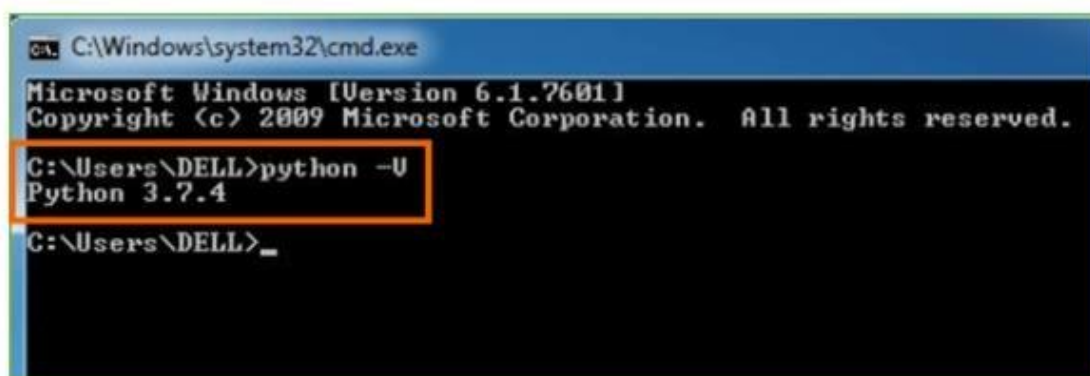 C:\Windows\system32\cmd.exe
Microsoft Windows [Version 6.1.7601]
Copyright (c) 2009 Microsoft Corporation. All rights reserved.
C:\Users\DELL>python -V
Python 3.7.4
C:\Users\DELL>_